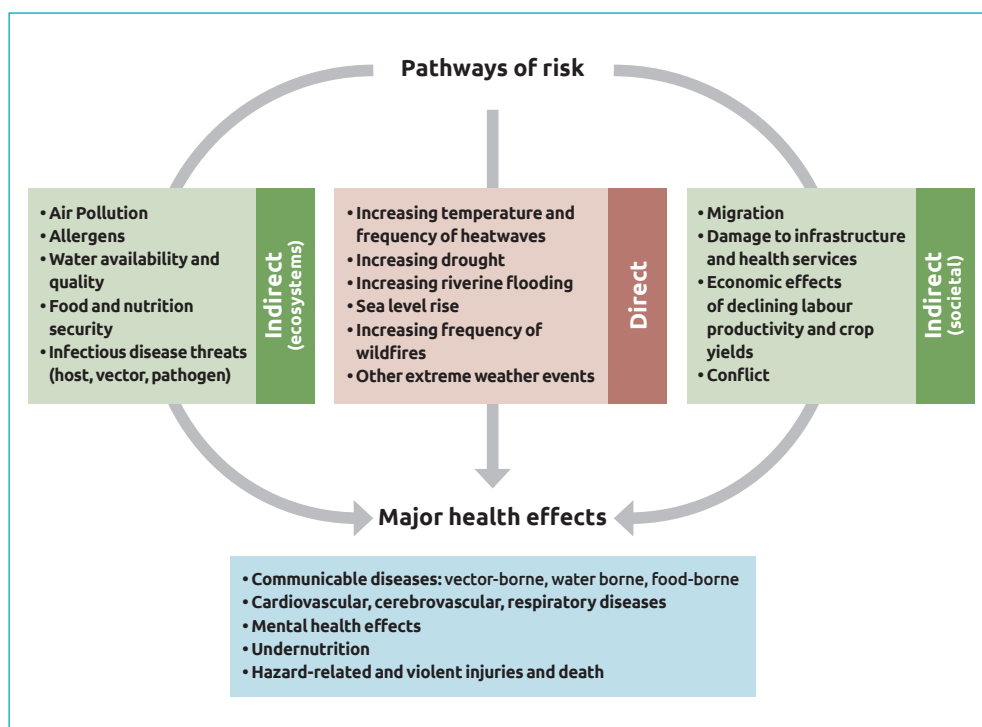 Pathways of risk
• Air Pollution
• Allergens
• Water availability and
quality
• Food and nutrition
security
• Infectious disease threats
(host, vector, pathogen)
Indirect
(ecosystems)
• Increasing temperature and
frequency of heatwaves
• Increasing drought
• Increasing riverine flooding
• Sea level rise
• Increasing frequency of
wildfires
• Other extreme weather events
Direct
• Migration
• Damage to infrastructure
and health services
• Economic effects
of declining labour
productivity and crop
yields
• Conflict
Indirect
(societal)
Major health effects
• Communicable diseases: vector-borne, water borne, food-borne
• Cardiovascular, cerebrovascular, respiratory diseases
• Mental health effects
• Undernutrition
• Hazard-related and violent injuries and death